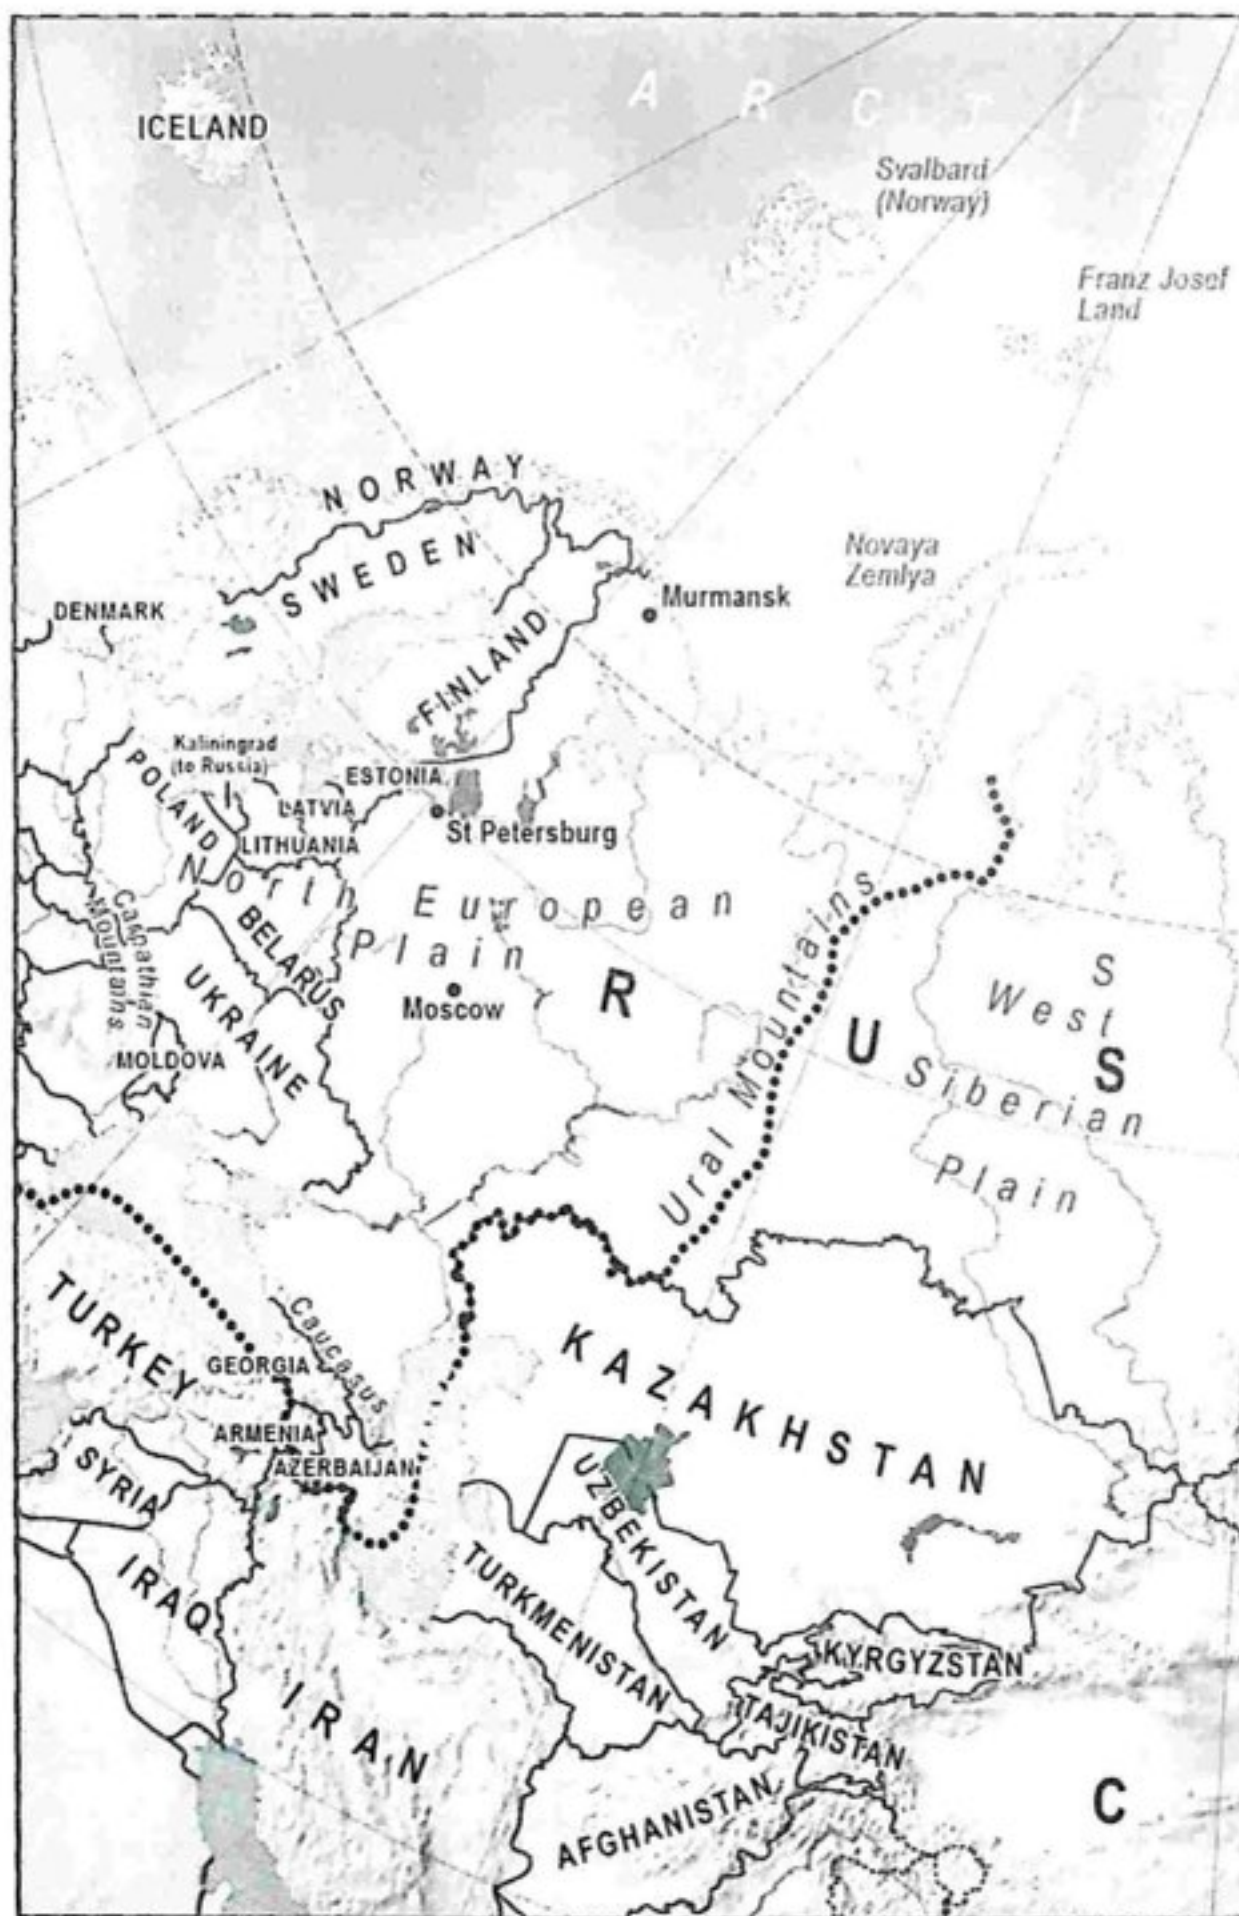 ARCTI
ICELAND
Svalbard
(Norway)
Franz Josef
Land
NORWAY
SWEDEN
Novaya
Zemlya
Murmansk
DENMARK
FINLAND
Kaliningrad
(to Russia)
POLAND
ESTONIA
LATVIA
St Petersburg
LITHUANIA
North European
Plain
BELARUS
Carpathian
Mountains
UKRAINE
Moscow
R U S
S
West
Siberian
Plain
Ural Mountains
MOLDOVA
TURKEY
Caucasus
GEORGIA
KAZAKHSTAN
ARMENIA
AZERBAIJAN
SYRIA
UZBEKISTAN
IRAQ
TURKMENISTAN
KYRGYZSTAN
IRAN
TAJIKISTAN
AFGHANISTAN
C